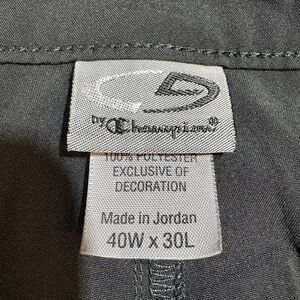 by Champion®
100% POLYESTER
EXCLUSIVE OF
DECORATION
Made in Jordan
40W x 30L